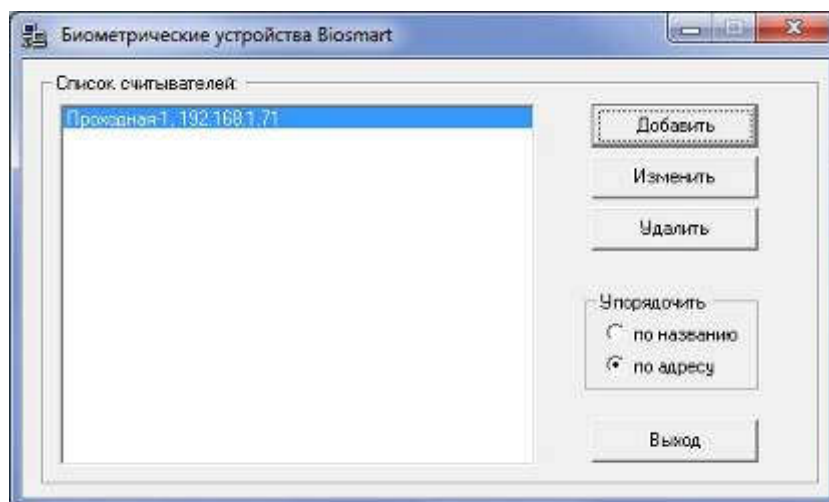 Биометрические устройства Biosmart
Список считывателей:
Проходная-1, 192.168.1.71
Добавить
Изменить
Удалить
Упорядочить
по названию
по адресу
Выход